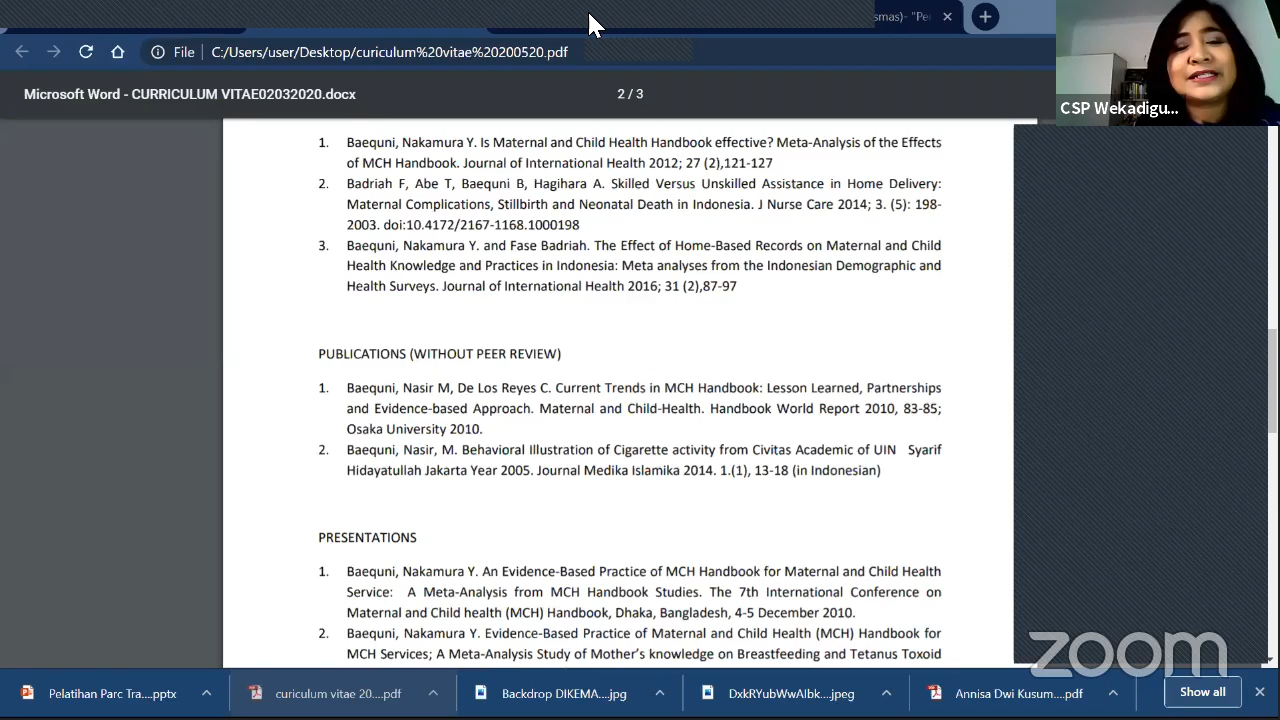 smas)- "Pe
File
C:/Users/user/Desktop/curiculum%20vitae%20200520.pdf
Microsoft Word - CURRICULUM VITAE02032020.docx
2 / 3
CSP Wekadigu...
1. Baequni, Nakamura Y. Is Maternal and Child Health Handbook effective? Meta-Analysis of the Effects
of MCH Handbook. Journal of International Health 2012; 27 (2),121-127
2. Badriah F, Abe T, Baequni B, Hagihara A. Skilled Versus Unskilled Assistance in Home Delivery:
Maternal Complications, Stillbirth and Neonatal Death in Indonesia. J Nurse Care 2014; 3. (5): 198-
2003. doi:10.4172/2167-1168.1000198
3. Baequni, Nakamura Y. and Fase Badriah. The Effect of Home-Based Records on Maternal and Child
Health Knowledge and Practices in Indonesia: Meta analyses from the Indonesian Demographic and
Health Surveys. Journal of International Health 2016; 31 (2),87-97
PUBLICATIONS (WITHOUT PEER REVIEW)
1. Baequni, Nasir M, De Los Reyes C. Current Trends in MCH Handbook: Lesson Learned, Partnerships
and Evidence-based Approach. Maternal and Child-Health. Handbook World Report 2010, 83-85;
Osaka University 2010.
2. Baequni, Nasir, M. Behavioral Illustration of Cigarette activity from Civitas Academic of UIN Syarif
Hidayatullah Jakarta Year 2005. Journal Medika Islamika 2014. 1.(1), 13-18 (in Indonesian)
PRESENTATIONS
1. Baequni, Nakamura Y. An Evidence-Based Practice of MCH Handbook for Maternal and Child Health
Service: A Meta-Analysis from MCH Handbook Studies. The 7th International Conference on
Maternal and Child health (MCH) Handbook, Dhaka, Bangladesh, 4-5 December 2010.
2. Baequni, Nakamura Y. Evidence-Based Practice of Maternal and Child Health (MCH) Handbook for
MCH Services; A Meta-Analysis Study of Mother's knowledge on Breastfeeding and Tetanus Toxoid
zoom
Pelatihan Parc Tra....pptx
curiculum vitae 20....pdf
Backdrop DIKEMA....jpg
DxkRYubWwAIbk....jpeg
Annisa Dwi Kusum....pdf
Show all